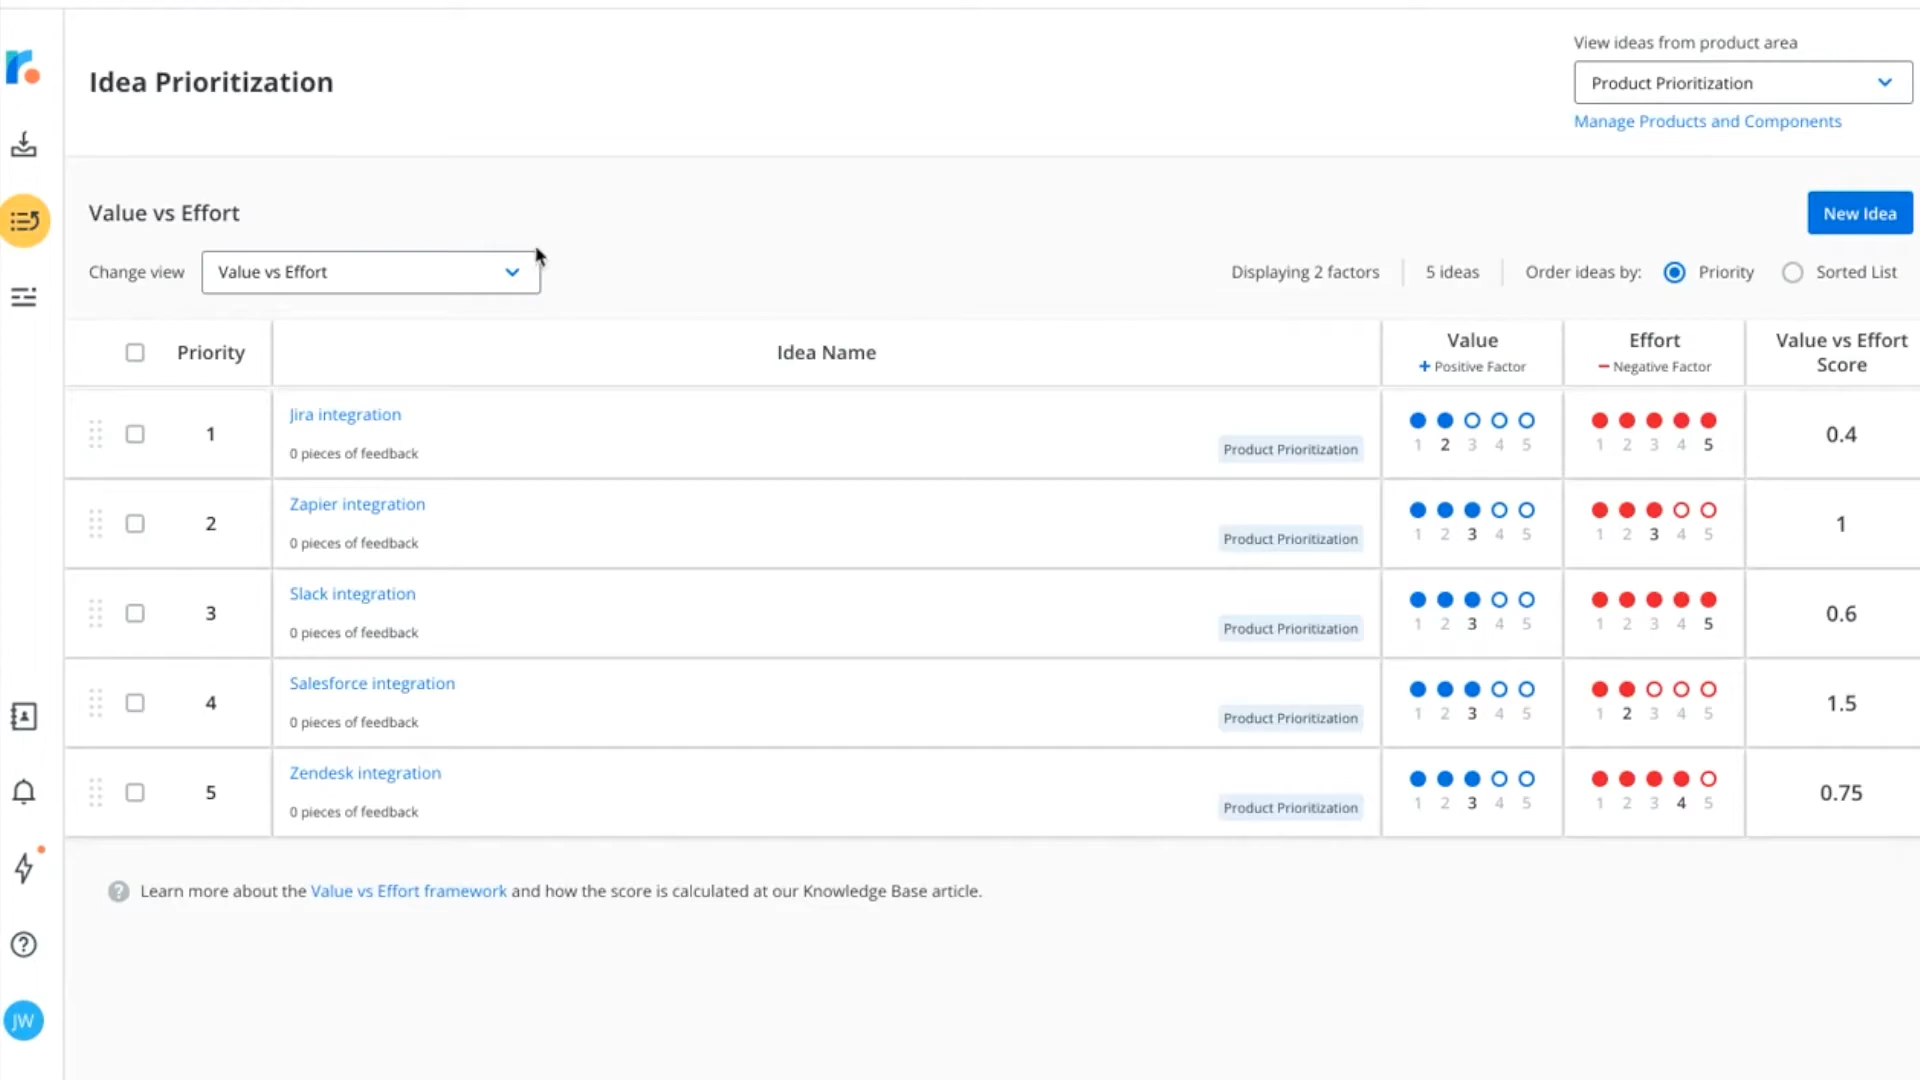 View ideas from product area
Idea Prioritization
Product Prioritization
Manage Products and Components
Value vs Effort
New Idea
Change view
Value vs Effort
Displaying 2 factors
5 ideas
Order ideas by:
Priority
Sorted List
Priority
Idea Name
Value
+ Positive Factor
Effort
− Negative Factor
Value vs Effort
Score
1
Jira integration
0 pieces of feedback
Product Prioritization
1 2 3 4 5
1 2 3 4 5
0.4
2
Zapier integration
0 pieces of feedback
Product Prioritization
1 2 3 4 5
1 2 3 4 5
1
3
Slack integration
0 pieces of feedback
Product Prioritization
1 2 3 4 5
1 2 3 4 5
0.6
4
Salesforce integration
0 pieces of feedback
Product Prioritization
1 2 3 4 5
1 2 3 4 5
1.5
5
Zendesk integration
0 pieces of feedback
Product Prioritization
1 2 3 4 5
1 2 3 4 5
0.75
Learn more about the Value vs Effort framework and how the score is calculated at our Knowledge Base article.
JW